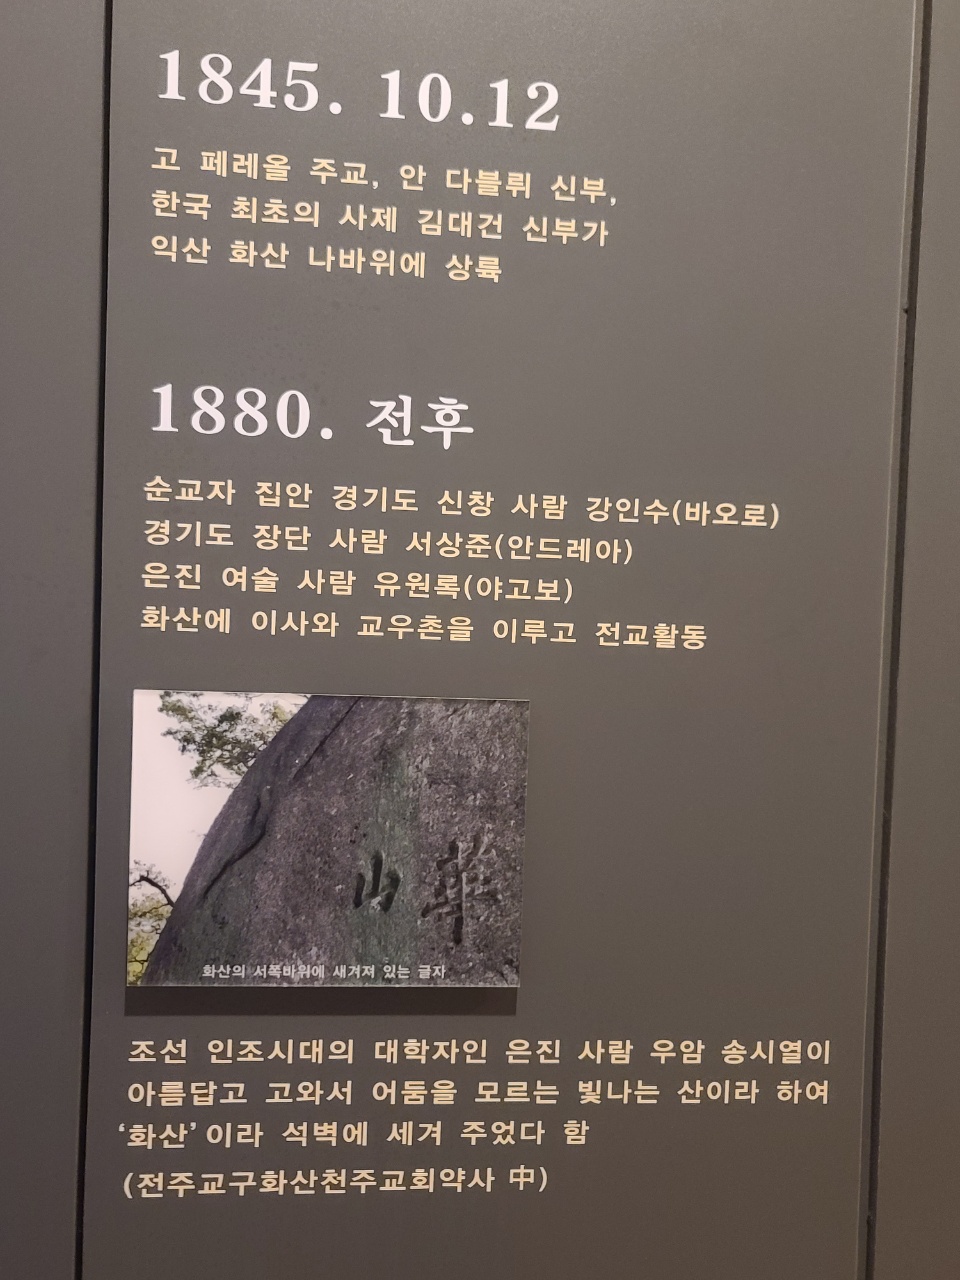 1845. 10.12
고 페레올 주교, 안 다블뤼 신부,
한국 최초의 사제 김대건 신부가
익산 화산 나바위에 상륙
1880. 전후
순교자 집안 경기도 신창 사람 강인수(바오로)
경기도 장단 사람 서상준(안드레아)
은진 여술 사람 유원록(야고보)
화산에 이사와 교우촌을 이루고 전교활동
山 華
화산의 서쪽바위에 새겨져 있는 글자
조선 인조시대의 대학자인 은진 사람 우암 송시열이
아름답고 고와서 어둠을 모르는 빛나는 산이라 하여
‘화산’이라 석벽에 세겨 주었다 함
(전주교구화산천주교회약사 中)